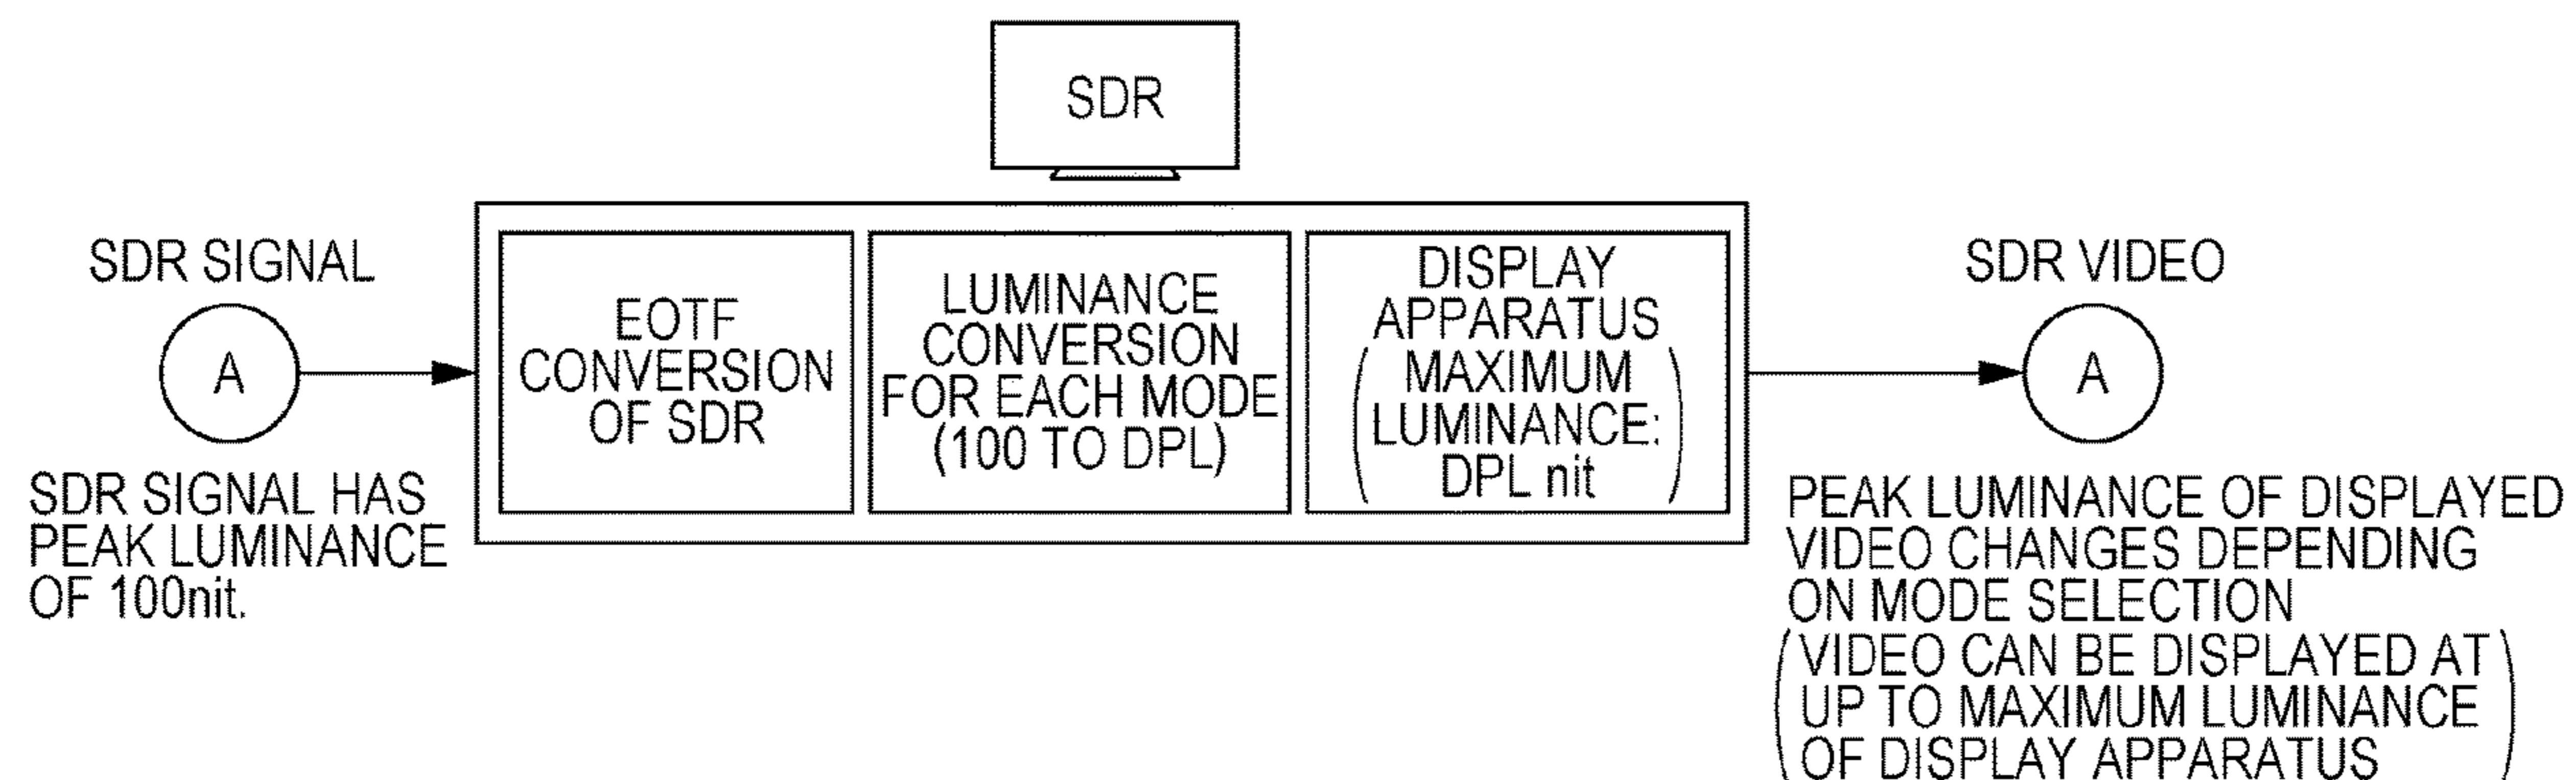 SDR
SDR SIGNAL
A
SDR SIGNAL HAS
PEAK LUMINANCE
OF 100nit.
EOTF
CONVERSION
OF SDR
LUMINANCE
CONVERSION
FOR EACH MODE
(100 TO DPL)
DISPLAY
APPARATUS
(MAXIMUM
LUMINANCE:
DPL nit)
SDR VIDEO
A
PEAK LUMINANCE OF DISPLAYED
VIDEO CHANGES DEPENDING
ON MODE SELECTION
(VIDEO CAN BE DISPLAYED AT
UP TO MAXIMUM LUMINANCE
OF DISPLAY APPARATUS)